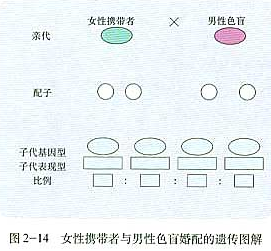 女性携带者 × 男性色盲
亲代
配子
子代基因型
子代表现型
比例 : : :
图2-14 女性携带者与男性色盲婚配的遗传图解